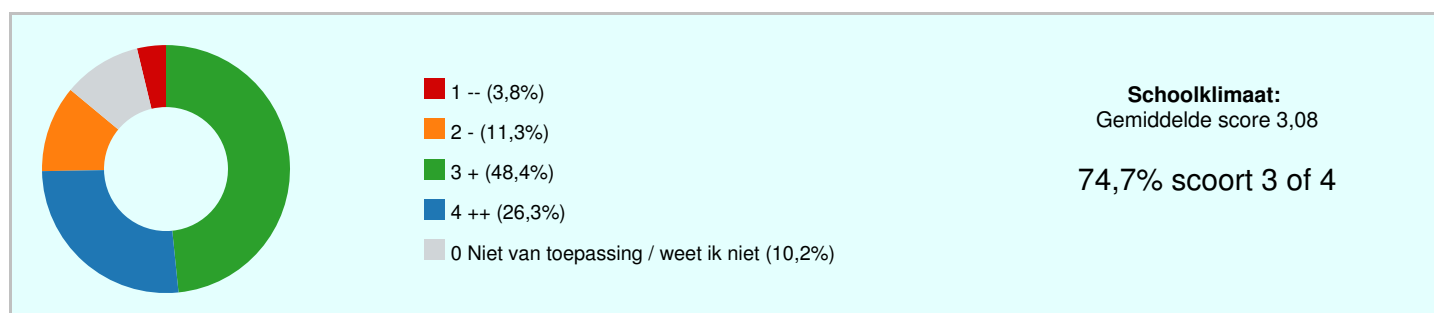 1 -- (3,8%)
2 - (11,3%)
3 + (48,4%)
4 ++ (26,3%)
0 Niet van toepassing / weet ik niet (10,2%)
Schoolklimaat:
Gemiddelde score 3,08
74,7% scoort 3 of 4